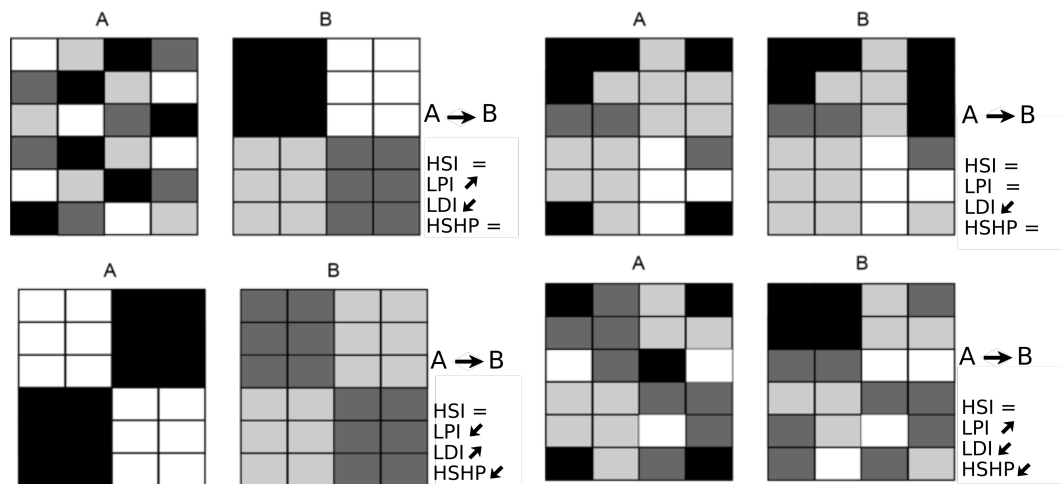 A B
A → B
HSI =
LPI ↗
LDI ↙
HSHP =
A B
A → B
HSI =
LPI =
LDI ↙
HSHP =
A B
A → B
HSI =
LPI ↙
LDI ↗
HSHP ↙
A B
A → B
HSI =
LPI ↗
LDI ↙
HSHP ↙